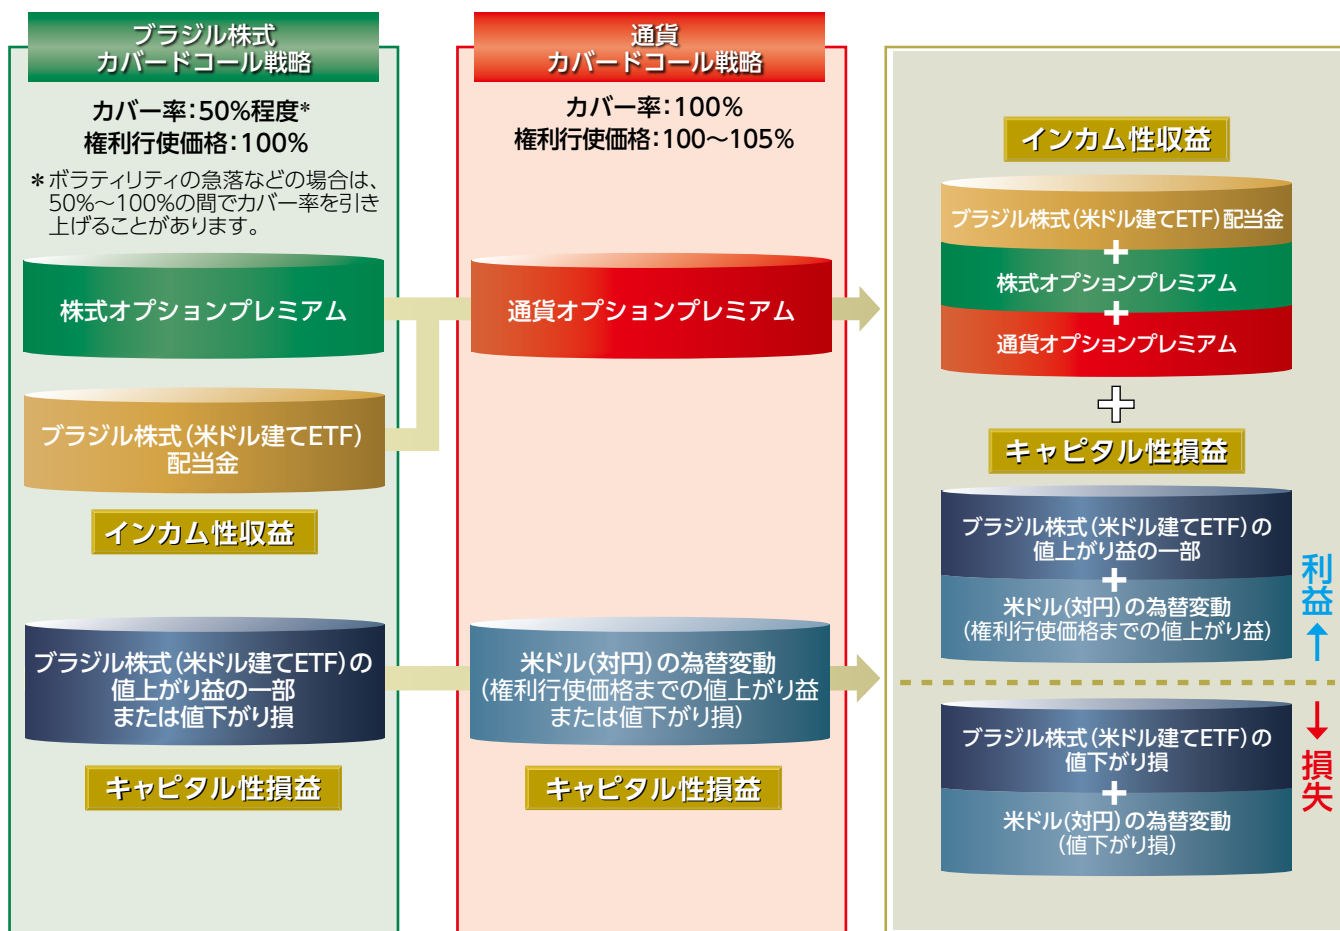 ブラジル株式
カバードコール戦略
カバー率：50%程度*
権利行使価格：100%
＊ボラティリティの急落などの場合は、
50%～100%の間でカバー率を引き
上げることがあります。
株式オプションプレミアム
ブラジル株式（米ドル建てETF）
配当金
インカム性収益
ブラジル株式（米ドル建てETF）の
値上がり益の一部
または値下がり損
キャピタル性損益
通貨
カバードコール戦略
カバー率：100%
権利行使価格：100～105%
通貨オプションプレミアム
米ドル（対円）の為替変動
（権利行使価格までの値上がり益
または値下がり損）
キャピタル性損益
インカム性収益
ブラジル株式（米ドル建てETF）配当金
+
株式オプションプレミアム
+
通貨オプションプレミアム
+
キャピタル性損益
ブラジル株式（米ドル建てETF）の
値上がり益の一部
+
米ドル（対円）の為替変動
（権利行使価格までの値上がり益）
利益↑
↓損失
ブラジル株式（米ドル建てETF）の
値下がり損
+
米ドル（対円）の為替変動
（値下がり損）